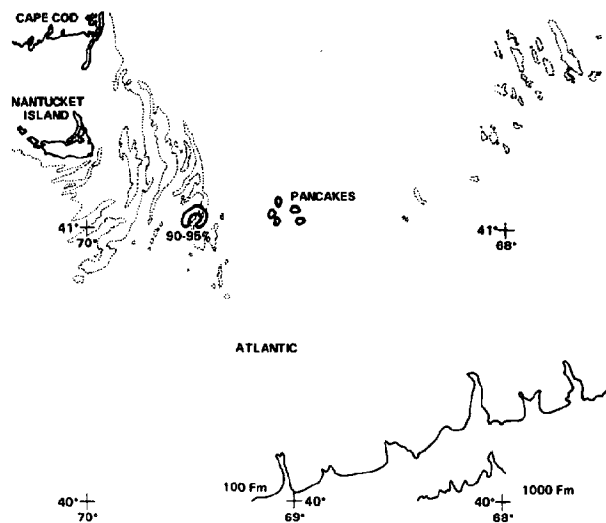 CAPE COD
NANTUCKET
ISLAND
PANCAKES
90-95%
41°
70°
41°
68°
ATLANTIC
100 Fm
1000 Fm
40°
70°
40°
69°
40°
68°